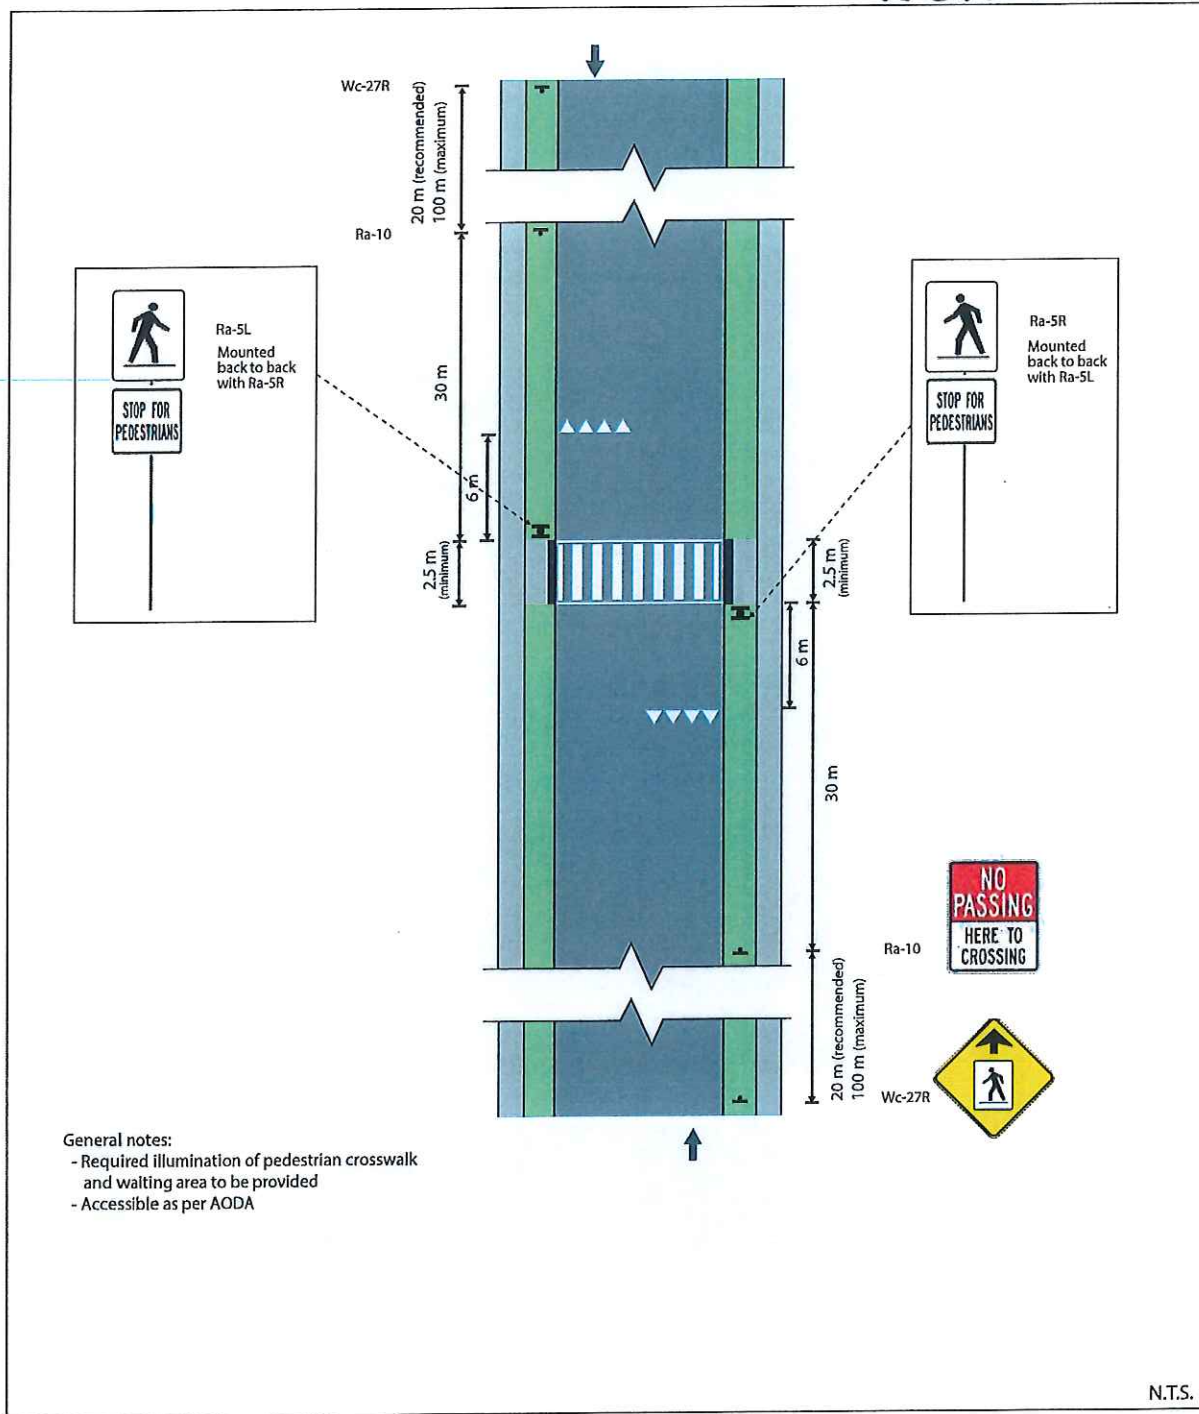 Wc-27R
20 m (recommended)
100 m (maximum)
Ra-10
30 m
6 m
2.5 m
(minimum)
Ra-5L
Mounted
back to back
with Ra-5R
STOP FOR
PEDESTRIANS
Ra-5R
Mounted
back to back
with Ra-5L
STOP FOR
PEDESTRIANS
2.5 m
(minimum)
6 m
30 m
NO
PASSING
HERE TO
CROSSING
Ra-10
20 m (recommended)
100 m (maximum)
Wc-27R
General notes:
- Required illumination of pedestrian crosswalk
and waiting area to be provided
- Accessible as per AODA
N.T.S.